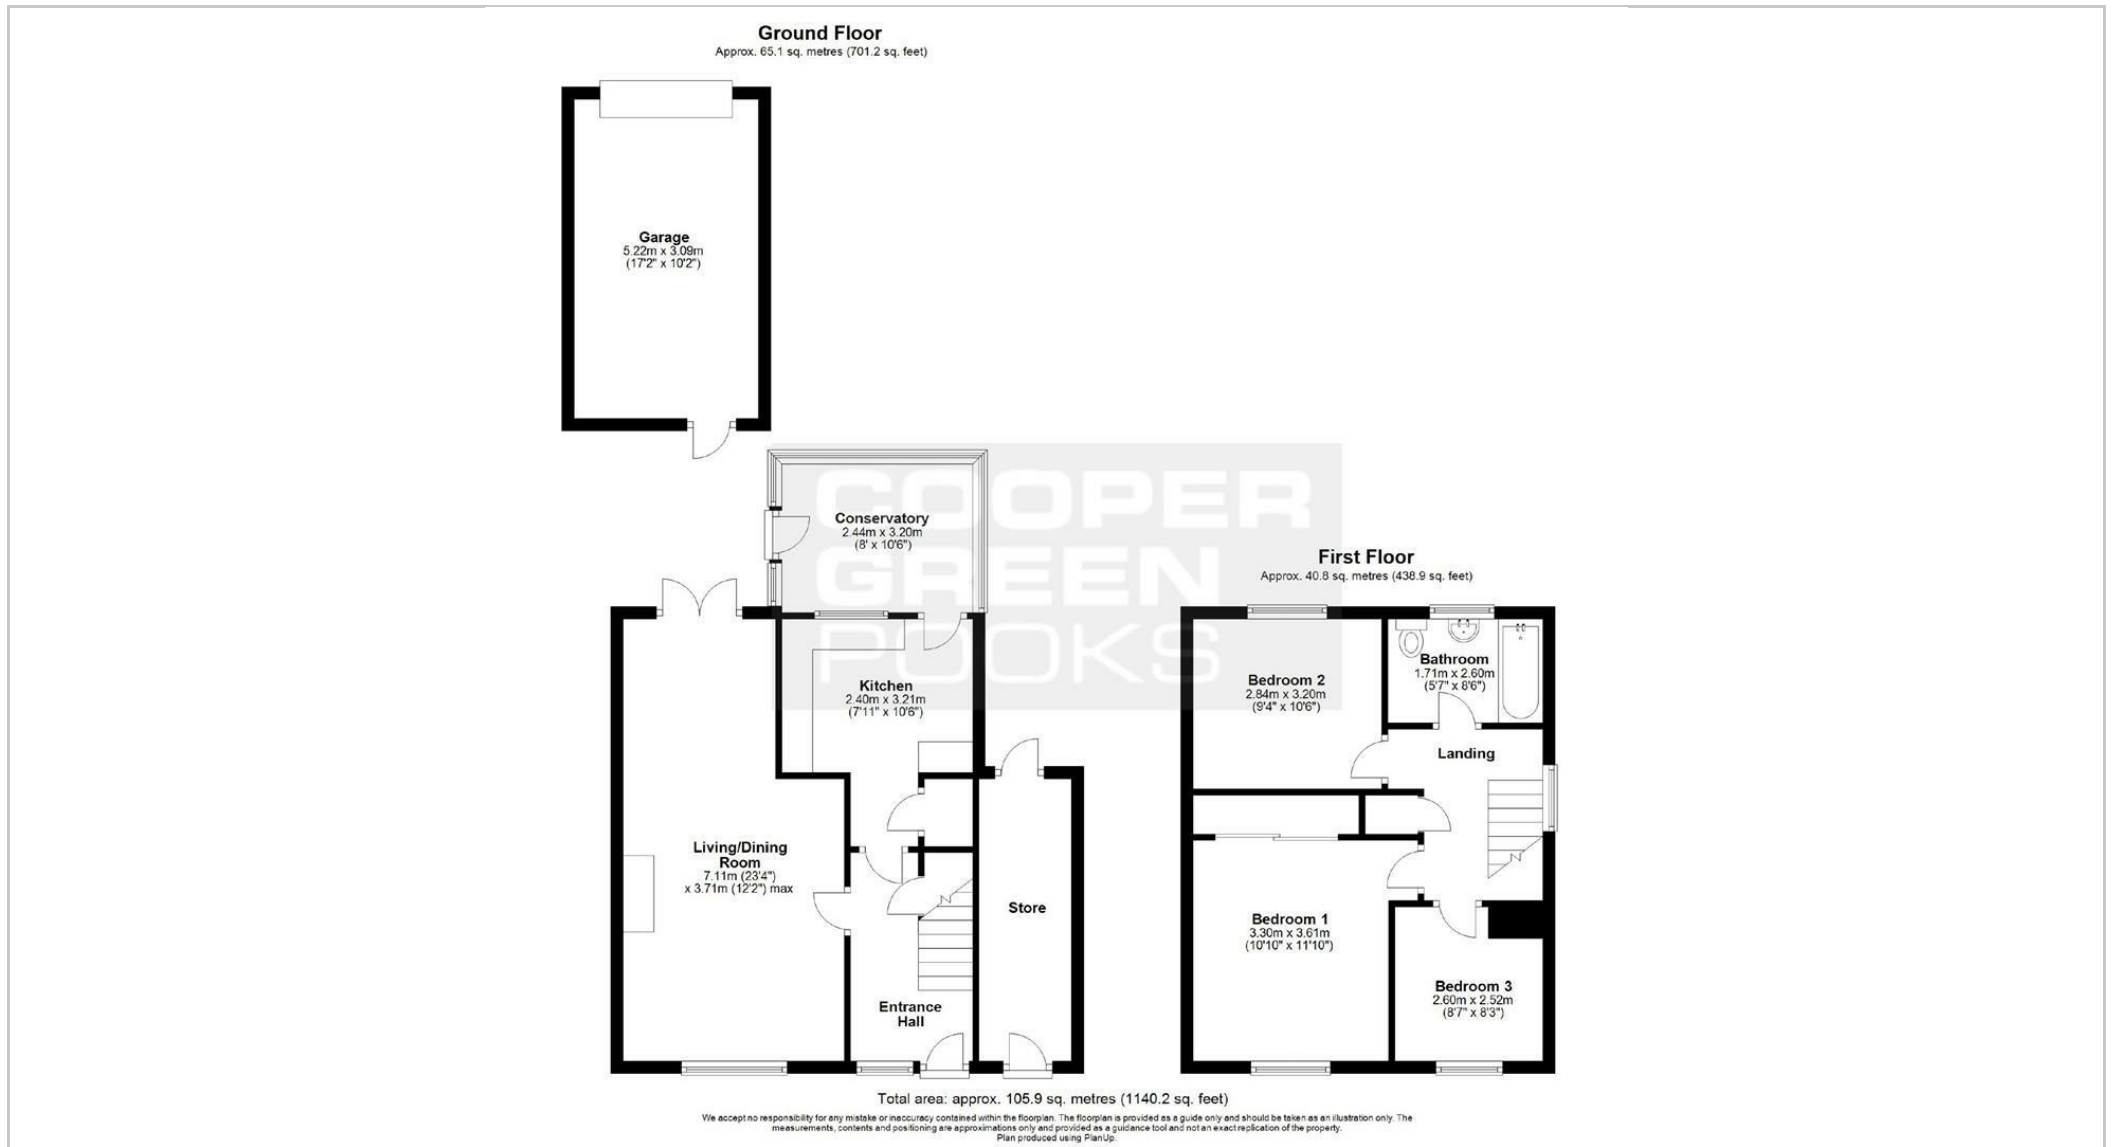 Ground Floor
Approx. 65.1 sq. metres (701.2 sq. feet)
Garage
5.22m x 3.09m
(17'2" x 10'2")
COOPER
GREEN
POOKS
Conservatory
2.44m x 3.20m
(8' x 10'6")
Kitchen
2.40m x 3.21m
(7'11" x 10'6")
Living/Dining
Room
7.11m (23'4")
x 3.71m (12'2") max
Entrance
Hall
Store
First Floor
Approx. 40.8 sq. metres (438.9 sq. feet)
Bedroom 2
2.84m x 3.20m
(9'4" x 10'6")
Bathroom
1.71m x 2.60m
(5'7" x 8'6")
Landing
Bedroom 1
3.30m x 3.61m
(10'10" x 11'10")
Bedroom 3
2.60m x 2.52m
(8'7" x 8'3")
Total area: approx. 105.9 sq. metres (1140.2 sq. feet)
We accept no responsibility for any mistake or inaccuracy contained within the floorplan. The floorplan is provided as a guide only and should be taken as an illustration only. The
measurements, contents and positioning are approximations only and provided as a guidance tool and not an exact replication of the property.
Plan produced using PlanUp.